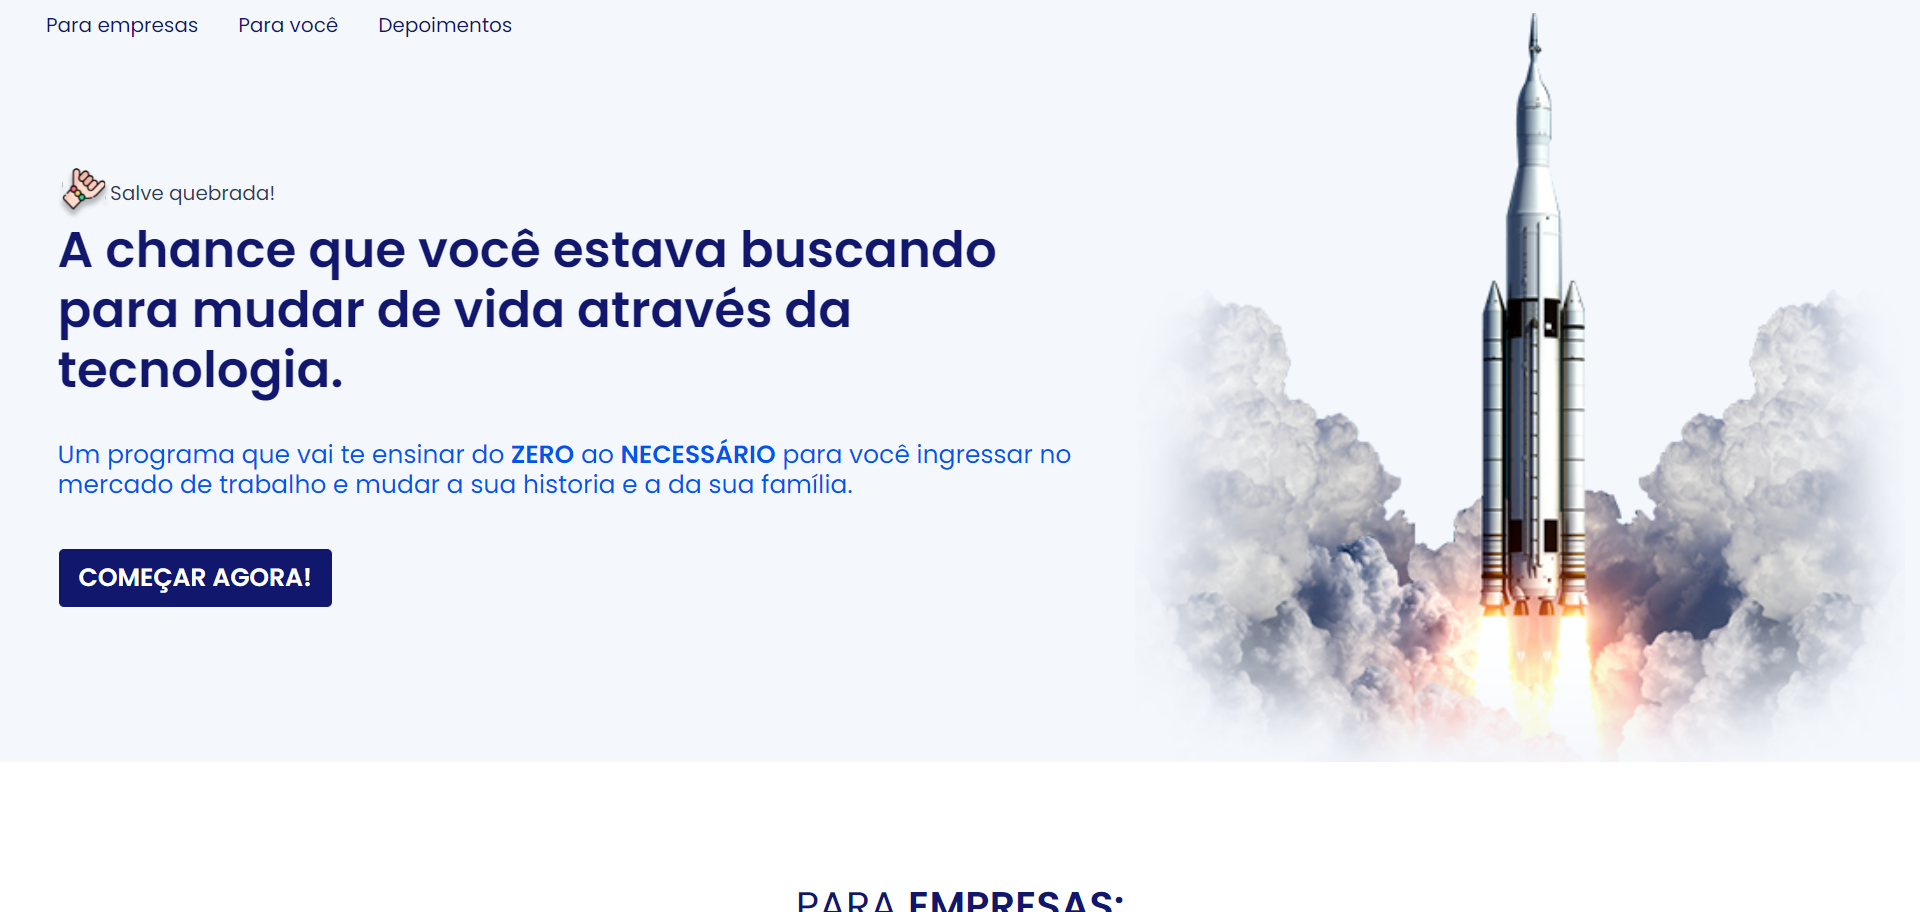 Para empresas Para você Depoimentos
Salve quebrada!
A chance que você estava buscando
para mudar de vida através da
tecnologia.
Um programa que vai te ensinar do ZERO ao NECESSÁRIO para você ingressar no
mercado de trabalho e mudar a sua historia e a da sua família.
COMEÇAR AGORA!
PARA EMPRESAS: